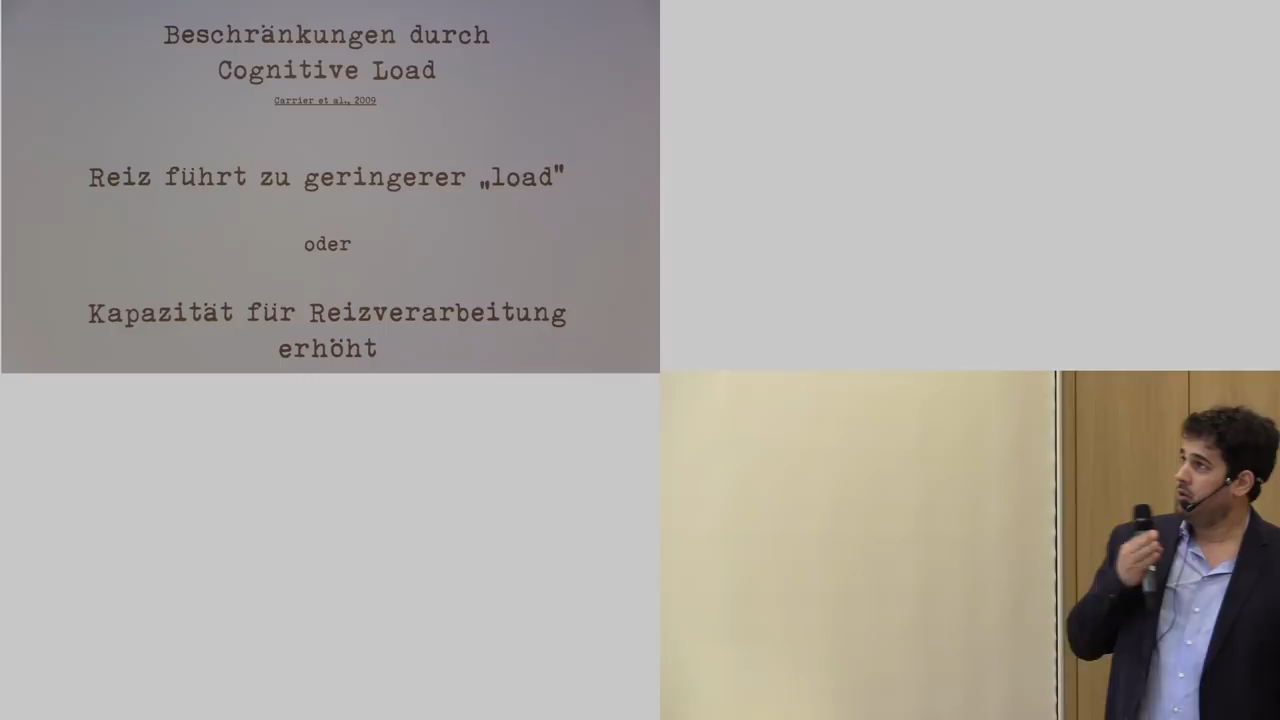 Beschränkungen durch
Cognitive Load
Carrier et al., 2009
Reiz führt zu geringerer „load"
oder
Kapazität für Reizverarbeitung
erhöht